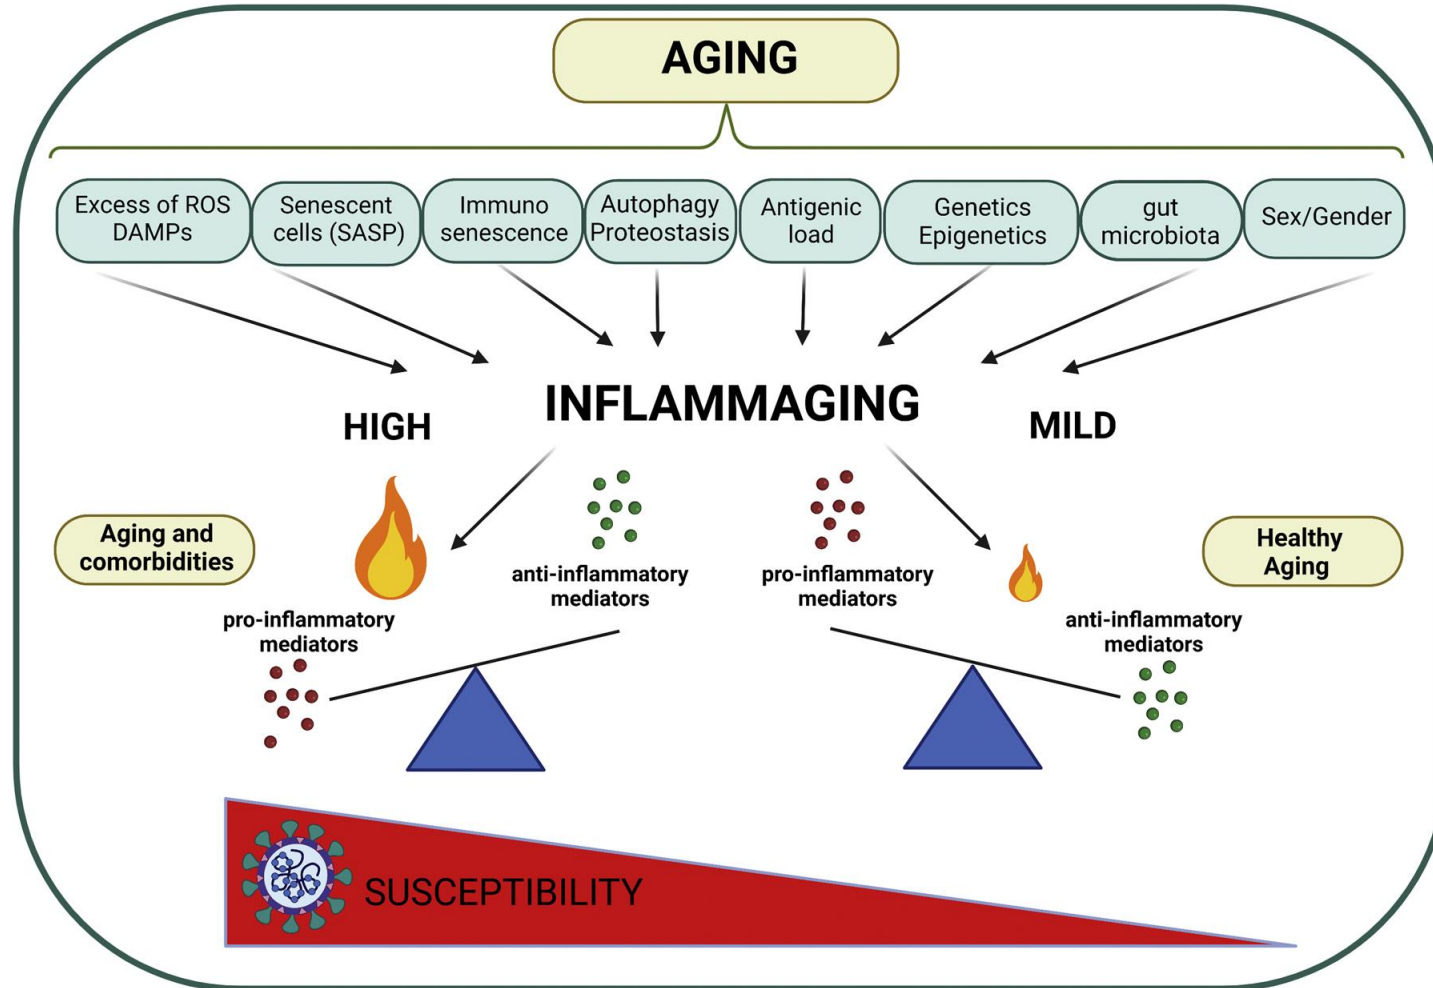 AGING
Excess of ROS
DAMPs
Senescent
cells (SASP)
Immuno
senescence
Autophagy
Proteostasis
Antigenic
load
Genetics
Epigenetics
gut
microbiota
Sex/Gender
INFLAMMAGING
HIGH
MILD
Aging and
comorbidities
anti-inflammatory
mediators
pro-inflammatory
mediators
Healthy
Aging
pro-inflammatory
mediators
anti-inflammatory
mediators
SUSCEPTIBILITY